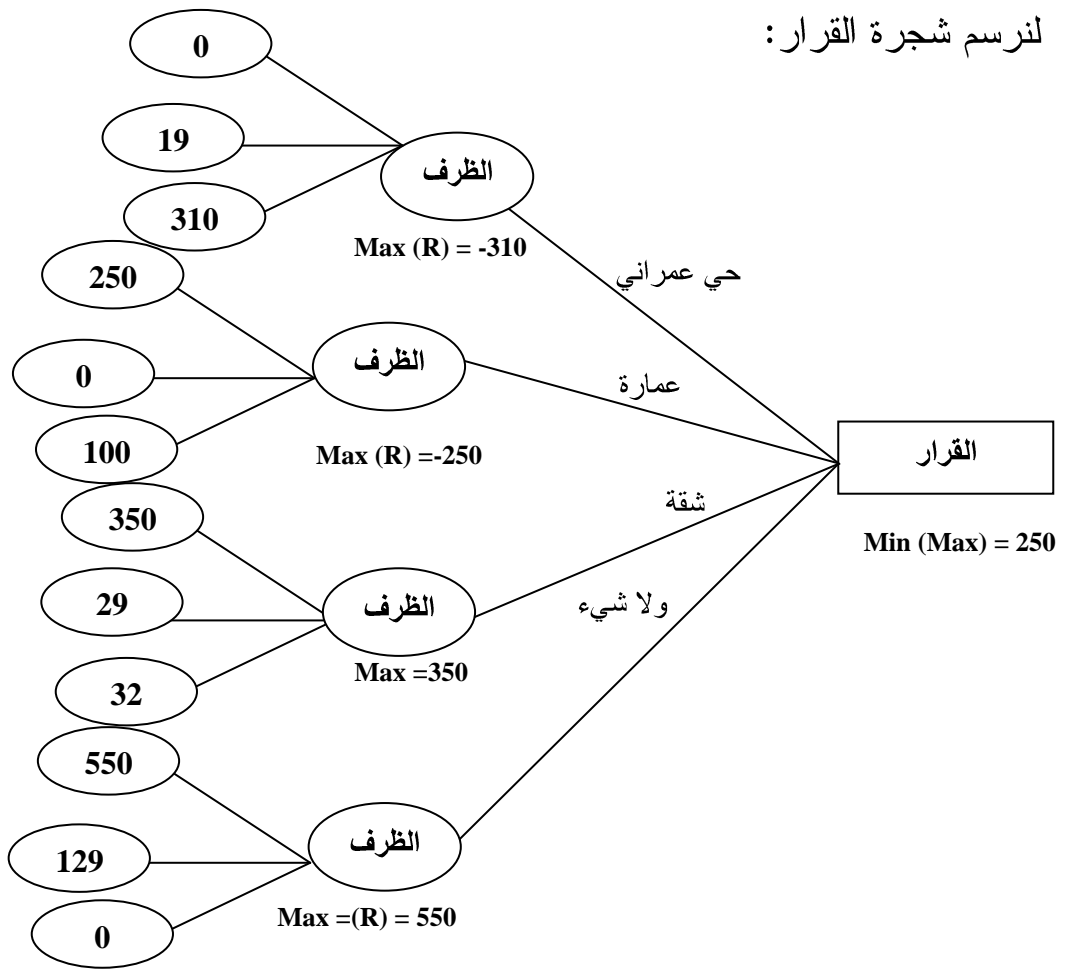 لنرسم شجرة القرار:
0
19
الظرف
310
Max (R) = -310
250
حي عمراني
الظرف
0
عمارة
100
Max (R) =-250
القرار
350
شقة
Min (Max) = 250
29
الظرف
ولا شيء
Max =350
32
550
الظرف
129
Max =(R) = 550
0